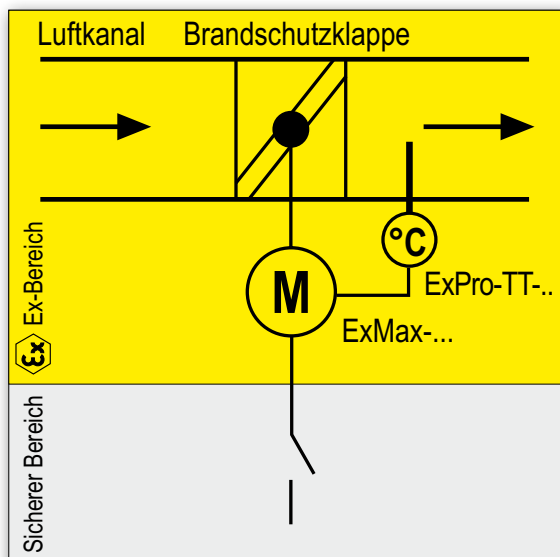 Luftkanal Brandschutzklappe
°C
ExPro-TT-..
M
ExMax-...
Ex Ex-Bereich
Sicherer Bereich